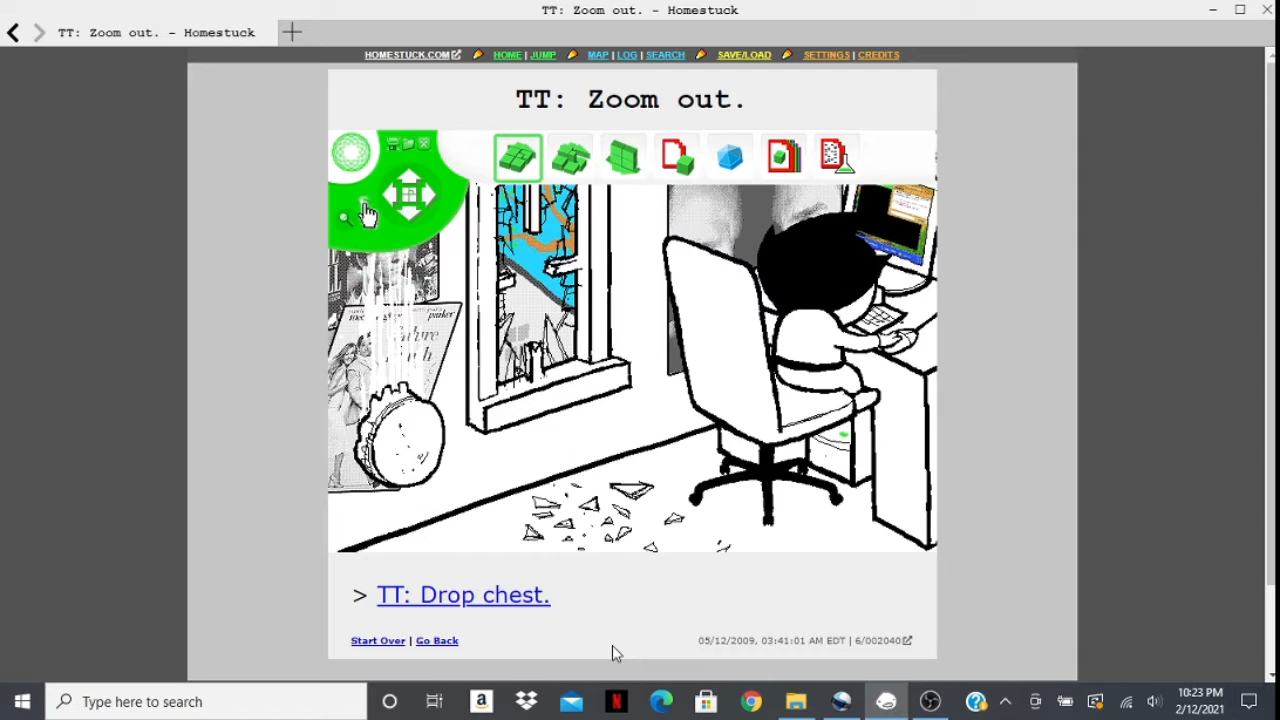 TT: Zoom out. - Homestuck
TT: Zoom out. - Homestuck
HOMESTUCK.COM HOME | JUMP MAP | LOG | SEARCH SAVE/LOAD SETTINGS | CREDITS
TT: Zoom out.
parker
> TT: Drop chest.
Start Over | Go Back
05/12/2009, 03:41:01 AM EDT | 6/002040
Type here to search
10:23 PM
2/12/2021